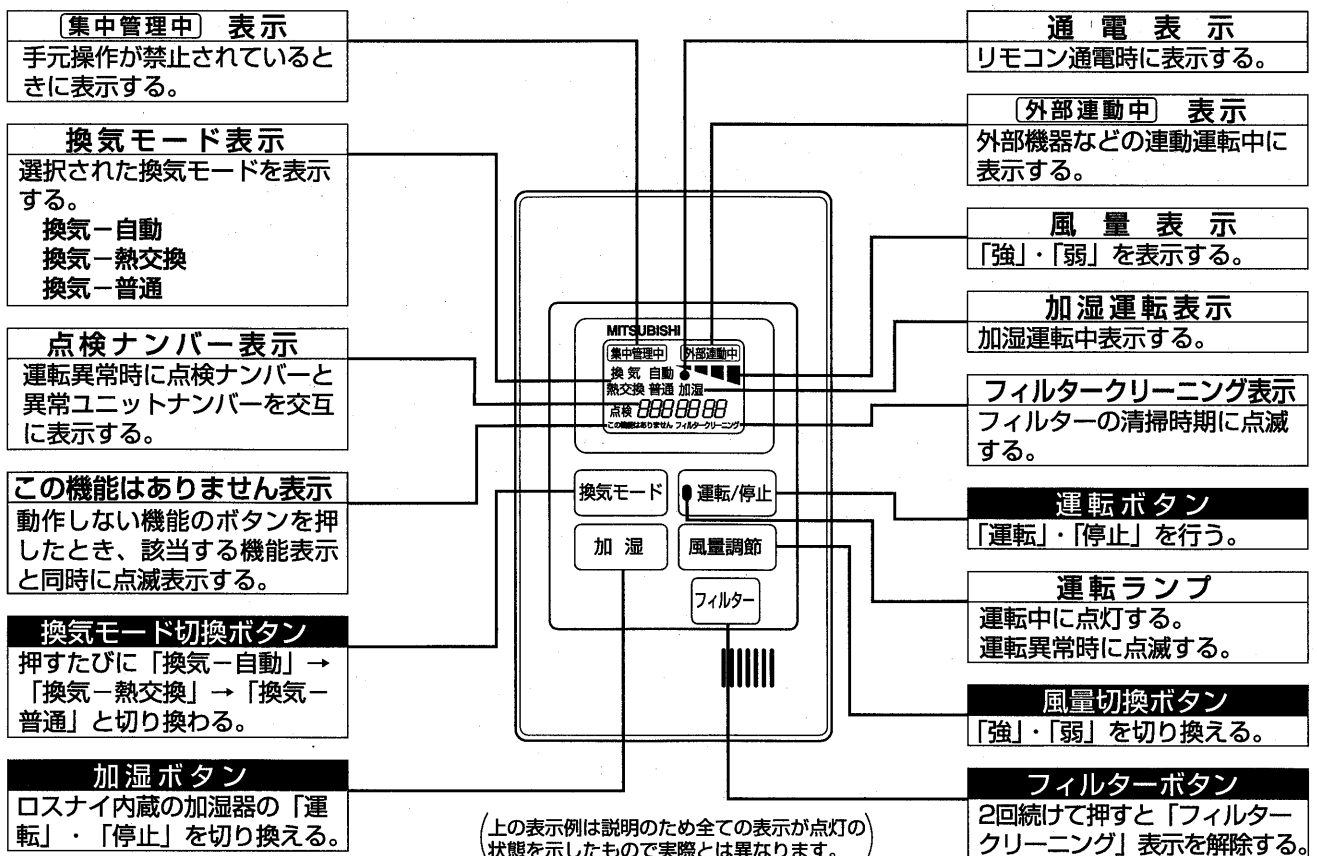 集中管理中 表示
手元操作が禁止されていると
きに表示する。
換気モード表示
選択された換気モードを表示
する。
換気－自動
換気－熱交換
換気－普通
点検ナンバー表示
運転異常時に点検ナンバーと
異常ユニットナンバーを交互
に表示する。
この機能はありません表示
動作しない機能のボタンを押
したとき、該当する機能表示
と同時に点滅表示する。
換気モード切換ボタン
押すたびに「換気－自動」→
「換気－熱交換」→「換気－
普通」と切り換わる。
加湿ボタン
ロスナイ内蔵の加湿器の「運
転」・「停止」を切り換える。
MITSUBISHI
集中管理中 外部連動中
換気 自動
熱交換 普通 加湿
点検 888 88 88
この機能はありません フィルタークリーニング
換気モード 運転/停止
加湿 風量調節
フィルター
上の表示例は説明のため全ての表示が点灯の
状態を示したもので実際とは異なります。
通電表示
リモコン通電時に表示する。
外部連動中 表示
外部機器などの連動運転中に
表示する。
風量表示
「強」・「弱」を表示する。
加湿運転表示
加湿運転中表示する。
フィルタークリーニング表示
フィルターの清掃時期に点滅
する。
運転ボタン
「運転」・「停止」を行う。
運転ランプ
運転中に点灯する。
運転異常時に点滅する。
風量切換ボタン
「強」・「弱」を切り換える。
フィルターボタン
2回続けて押すと「フィルター
クリーニング」表示を解除する。